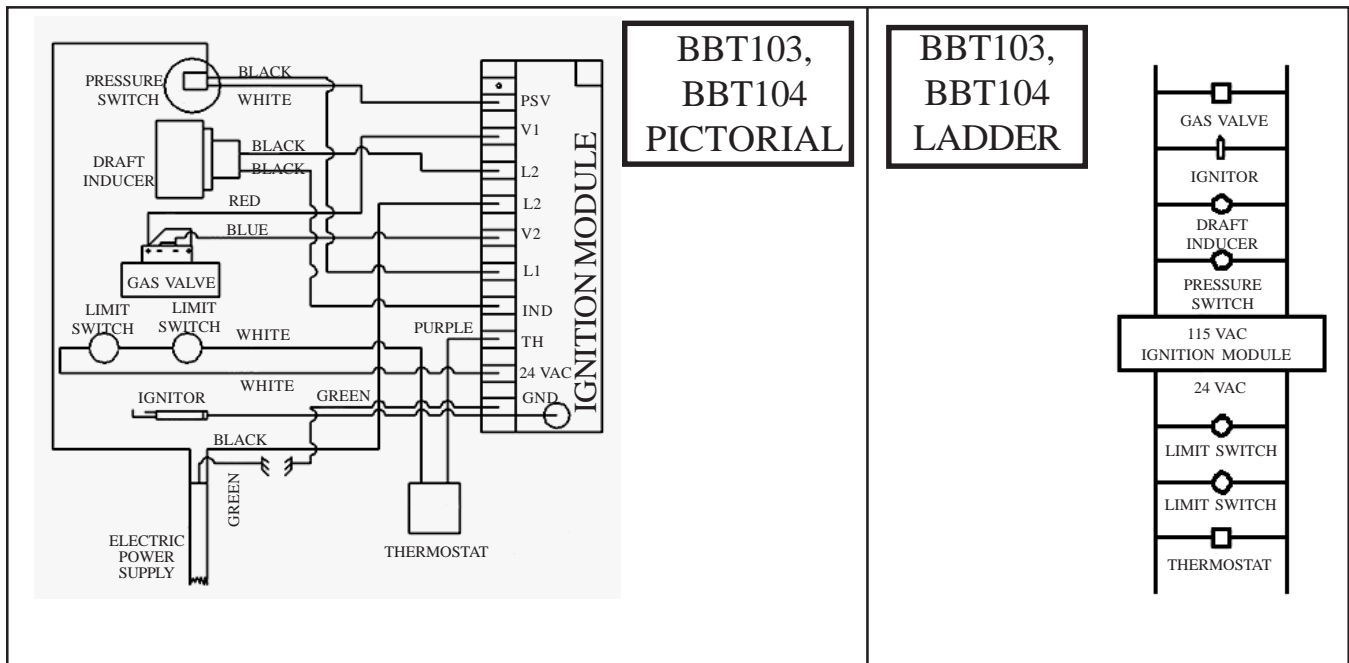 BBT103,
BBT104
PICTORIAL
PRESSURE
SWITCH
BLACK
WHITE
DRAFT
INDUCER
BLACK
BLACK
RED
BLUE
GAS VALVE
LIMIT
SWITCH
LIMIT
SWITCH
WHITE
PURPLE
WHITE
IGNITOR
GREEN
BLACK
GREEN
ELECTRIC
POWER
SUPPLY
THERMOSTAT
PSV
V1
L2
L2
V2
L1
IND
TH
24 VAC
GND
IGNITION MODULE
BBT103,
BBT104
LADDER
GAS VALVE
IGNITOR
DRAFT
INDUCER
PRESSURE
SWITCH
115 VAC
IGNITION MODULE
24 VAC
LIMIT SWITCH
LIMIT SWITCH
THERMOSTAT